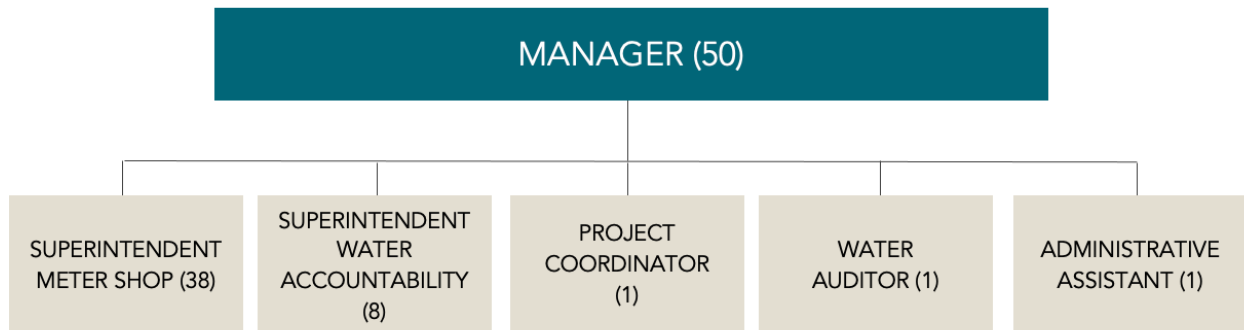 MANAGER (50)
SUPERINTENDENT
METER SHOP (38)
SUPERINTENDENT
WATER
ACCOUNTABILITY
(8)
PROJECT
COORDINATOR
(1)
WATER
AUDITOR (1)
ADMINISTRATIVE
ASSISTANT (1)